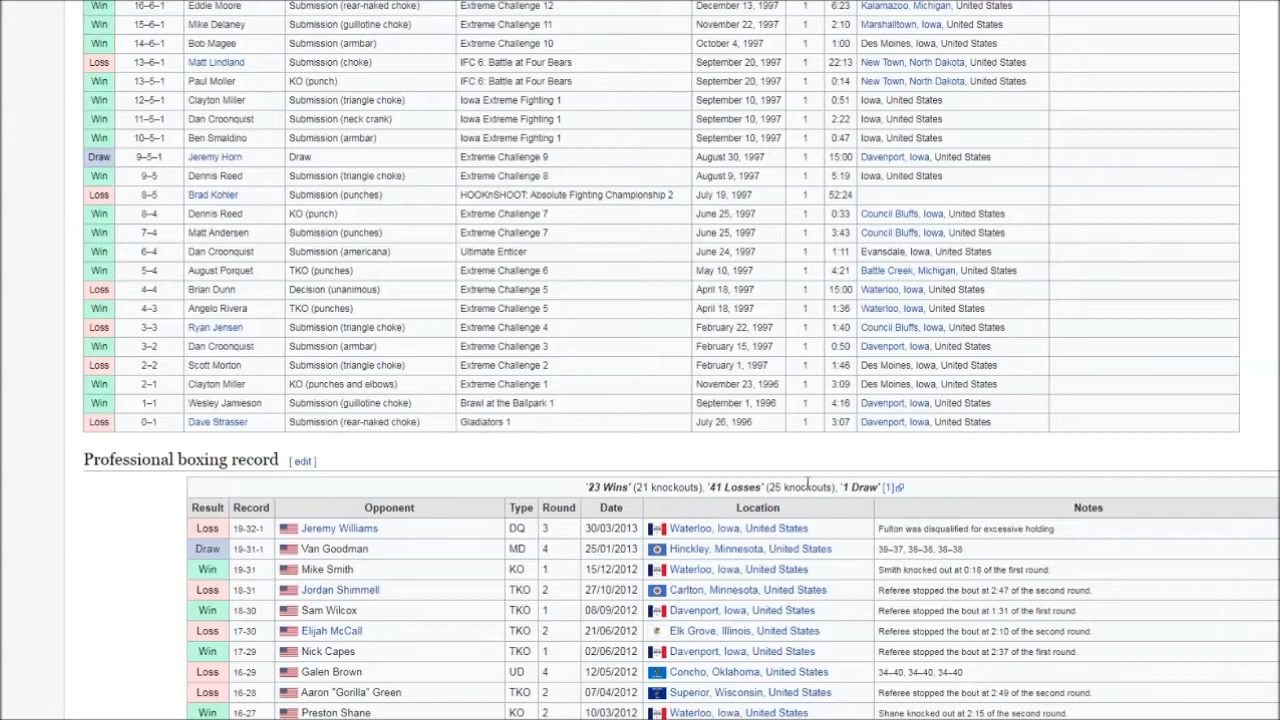 Win 16–6–1 Eddie Moore Submission (rear-naked choke) Extreme Challenge 12 December 13, 1997 1 6:23 Kalamazoo, Michigan, United States
Win 15–6–1 Mike Delaney Submission (guillotine choke) Extreme Challenge 11 November 22, 1997 1 2:10 Marshalltown, Iowa, United States
Win 14–6–1 Bob Magee Submission (armbar) Extreme Challenge 10 October 4, 1997 1 1:00 Des Moines, Iowa, United States
Loss 13–6–1 Matt Lindland Submission (choke) IFC 6: Battle at Four Bears September 20, 1997 1 22:13 New Town, North Dakota, United States
Win 13–5–1 Paul Moller KO (punch) IFC 6: Battle at Four Bears September 20, 1997 1 0:14 New Town, North Dakota, United States
Win 12–5–1 Clayton Miller Submission (triangle choke) Iowa Extreme Fighting 1 September 10, 1997 1 0:51 Iowa, United States
Win 11–5–1 Dan Croonquist Submission (neck crank) Iowa Extreme Fighting 1 September 10, 1997 1 2:22 Iowa, United States
Win 10–5–1 Ben Smaldino Submission (armbar) Iowa Extreme Fighting 1 September 10, 1997 1 0:47 Iowa, United States
Draw 9–5–1 Jeremy Horn Draw Extreme Challenge 9 August 30, 1997 1 15:00 Davenport, Iowa, United States
Win 9–5 Dennis Reed Submission (triangle choke) Extreme Challenge 8 August 9, 1997 1 5:19 Iowa, United States
Loss 8–5 Brad Kohler Submission (punches) HOOKnSHOOT: Absolute Fighting Championship 2 July 19, 1997 1 52:24
Win 8–4 Dennis Reed KO (punch) Extreme Challenge 7 June 25, 1997 1 0:33 Council Bluffs, Iowa, United States
Win 7–4 Matt Andersen Submission (punches) Extreme Challenge 7 June 25, 1997 1 3:43 Council Bluffs, Iowa, United States
Win 6–4 Dan Croonquist Submission (americana) Ultimate Enticer June 24, 1997 1 1:11 Evansdale, Iowa, United States
Win 5–4 August Porquet TKO (punches) Extreme Challenge 6 May 10, 1997 1 4:21 Battle Creek, Michigan, United States
Loss 4–4 Brian Dunn Decision (unanimous) Extreme Challenge 5 April 18, 1997 1 15:00 Waterloo, Iowa, United States
Win 4–3 Angelo Rivera TKO (punches) Extreme Challenge 5 April 18, 1997 1 1:36 Waterloo, Iowa, United States
Loss 3–3 Ryan Jensen Submission (triangle choke) Extreme Challenge 4 February 22, 1997 1 1:40 Council Bluffs, Iowa, United States
Win 3–2 Dan Croonquist Submission (armbar) Extreme Challenge 3 February 15, 1997 1 0:50 Davenport, Iowa, United States
Loss 2–2 Scott Morton Submission (triangle choke) Extreme Challenge 2 February 1, 1997 1 1:46 Des Moines, Iowa, United States
Win 2–1 Clayton Miller KO (punches and elbows) Extreme Challenge 1 November 23, 1996 1 3:09 Des Moines, Iowa, United States
Win 1–1 Wesley Jamieson Submission (guillotine choke) Brawl at the Ballpark 1 September 1, 1996 1 4:16 Davenport, Iowa, United States
Loss 0–1 Dave Strasser Submission (rear-naked choke) Gladiators 1 July 26, 1996 1 3:07 Davenport, Iowa, United States
Professional boxing record [ edit ]
'23 Wins' (21 knockouts), '41 Losses' (25 knockouts), '1 Draw' [1]
Result Record Opponent Type Round Date Location Notes
Loss 19-32-1 Jeremy Williams DQ 3 30/03/2013 Waterloo, Iowa, United States Fulton was disqualified for excessive holding
Draw 19-31-1 Van Goodman MD 4 25/01/2013 Hinckley, Minnesota, United States 39–37, 38–38, 38–38
Win 19-31 Mike Smith KO 1 15/12/2012 Waterloo, Iowa, United States Smith knocked out at 0:18 of the first round.
Loss 18-31 Jordan Shimmell TKO 2 27/10/2012 Carlton, Minnesota, United States Referee stopped the bout at 2:47 of the second round.
Win 18-30 Sam Wilcox TKO 1 08/09/2012 Davenport, Iowa, United States Referee stopped the bout at 1:31 of the first round.
Loss 17-30 Elijah McCall TKO 2 21/06/2012 Elk Grove, Illinois, United States Referee stopped the bout at 2:10 of the second round.
Win 17-29 Nick Capes TKO 1 02/06/2012 Davenport, Iowa, United States Referee stopped the bout at 2:37 of the first round.
Loss 16-29 Galen Brown UD 4 12/05/2012 Concho, Oklahoma, United States 34–40, 34–40, 34–40
Loss 16-28 Aaron "Gorilla" Green TKO 2 07/04/2012 Superior, Wisconsin, United States Referee stopped the bout at 2:49 of the second round.
Win 16-27 Preston Shane KO 2 10/03/2012 Waterloo, Iowa, United States Shane knocked out at 2:15 of the second round.